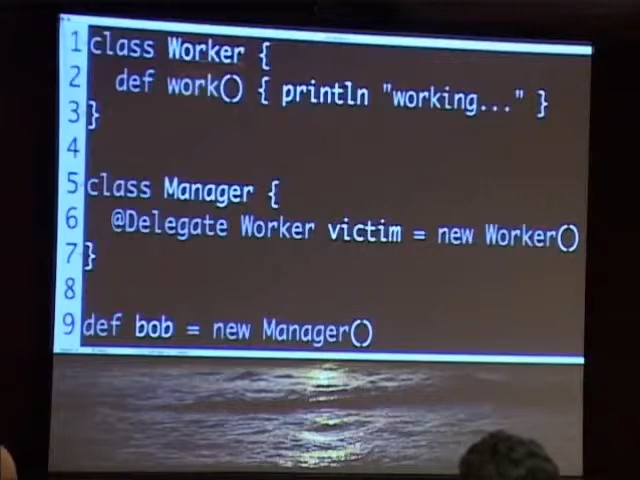 1 class Worker {
2   def work() { println "working..." }
3 }
4
5 class Manager {
6   @Delegate Worker victim = new Worker()
7 }
8
9 def bob = new Manager()